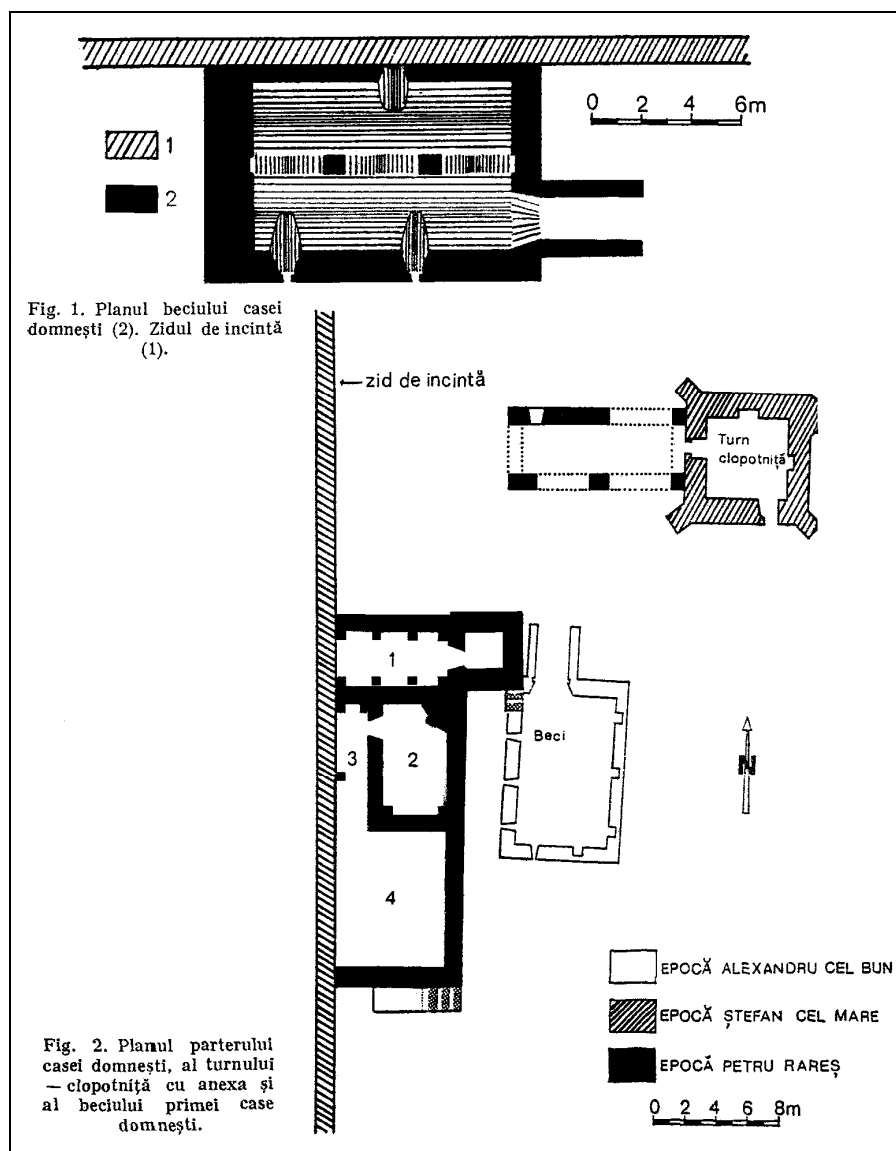 0 2 4 6m
1
2
Fig. 1. Planul beciului casei
domnești (2). Zidul de incintă
(1).
zid de incintă
Turn
clopotniță
1
3
2
Beci
N
4
EPOCĂ ALEXANDRU CEL BUN
EPOCĂ ȘTEFAN CEL MARE
EPOCĂ PETRU RAREȘ
0 2 4 6 8m
Fig. 2. Planul parterului
casei domnești, al turnului
— clopotniță cu anexa și
al beciului primei case
domnești.